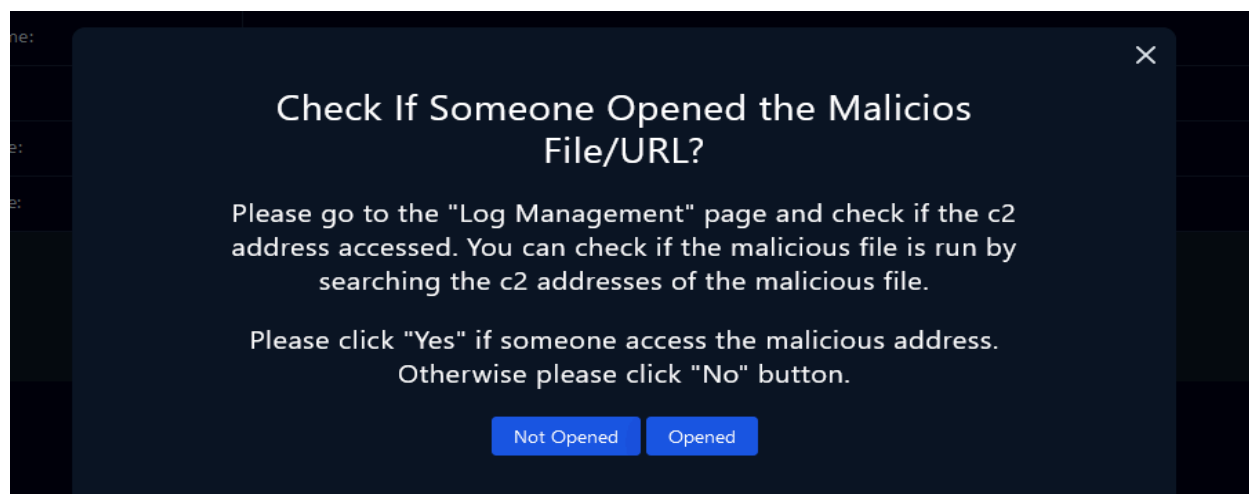 ne:
Check If Someone Opened the Malicios
File/URL?
e:
e:
Please go to the "Log Management" page and check if the c2
address accessed. You can check if the malicious file is run by
searching the c2 addresses of the malicious file.
Please click "Yes" if someone access the malicious address.
Otherwise please click "No" button.
Not Opened Opened